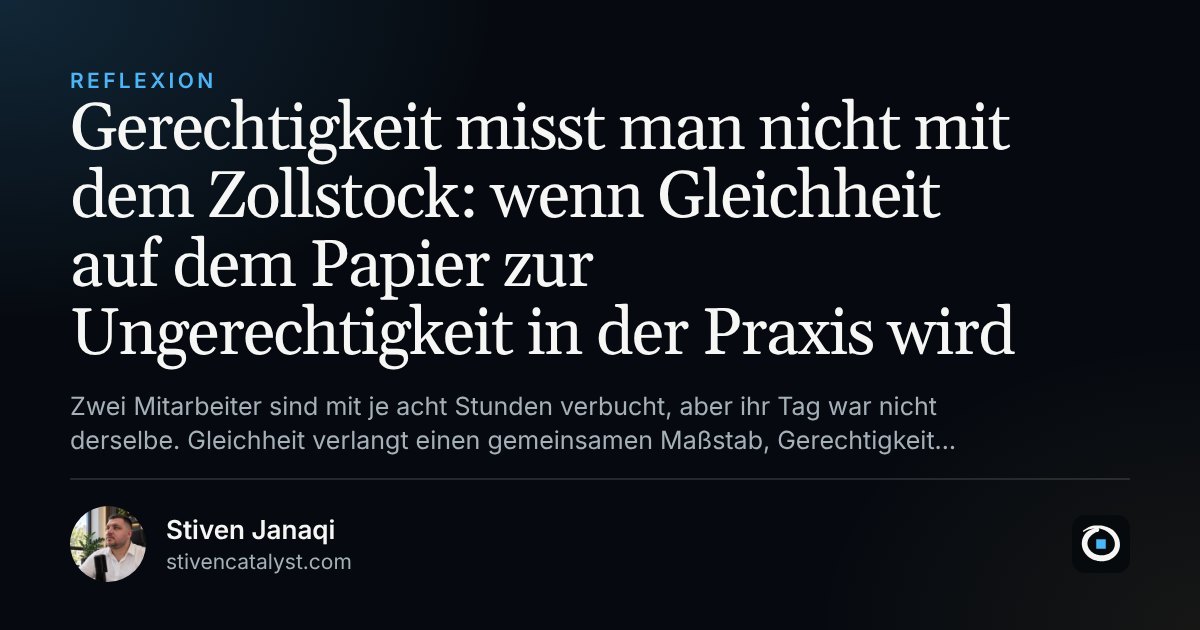 REFLEXION
Gerechtigkeit misst man nicht mit
dem Zollstock: wenn Gleichheit
auf dem Papier zur
Ungerechtigkeit in der Praxis wird
Zwei Mitarbeiter sind mit je acht Stunden verbucht, aber ihr Tag war nicht
derselbe. Gleichheit verlangt einen gemeinsamen Maßstab, Gerechtigkeit...
Stiven Janaqi
stivencatalyst.com